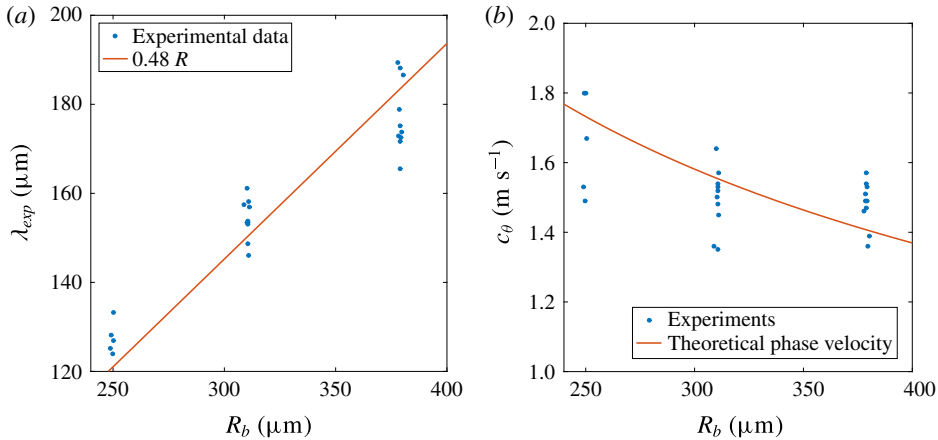 (a)
200
180
160
140
120
250
300
350
400
λexp (μm)
Rb (μm)
Experimental data
0.48 R
(b)
2.0
1.8
1.6
1.4
1.2
1.0
250
300
350
400
cθ (m s−1)
Rb (μm)
Experiments
Theoretical phase velocity